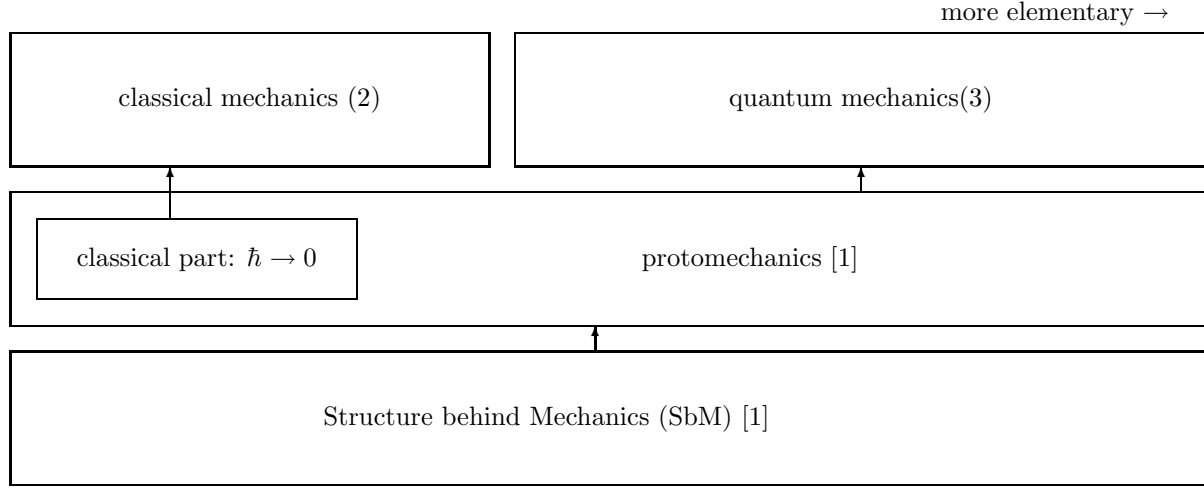 more elementary →
classical mechanics (2)
quantum mechanics(3)
classical part: ℏ → 0
protomechanics [1]
Structure behind Mechanics (SbM) [1]